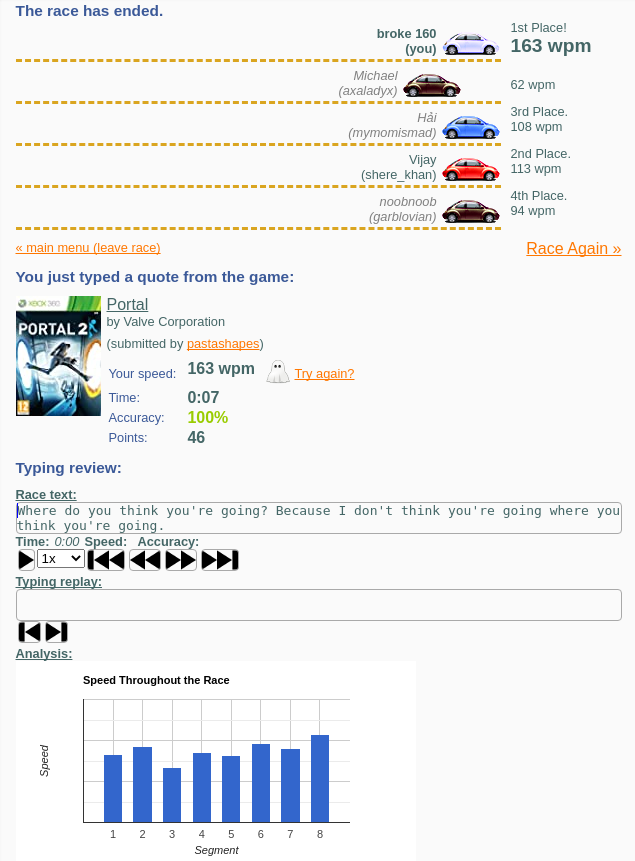 The race has ended.
broke 160
(you)
1st Place!
163 wpm
Michael
(axaladyx)
62 wpm
Hải
(mymomismad)
3rd Place.
108 wpm
Vijay
(shere_khan)
2nd Place.
113 wpm
noobnoob
(garblovian)
4th Place.
94 wpm
« main menu (leave race)
Race Again »
You just typed a quote from the game:
XBOX 360
PORTAL 2
12
Portal
by Valve Corporation
(submitted by pastashapes)
Your speed: 163 wpm Try again?
Time: 0:07
Accuracy: 100%
Points: 46
Typing review:
Race text:
Where do you think you're going? Because I don't think you're going where you
think you're going.
Time: 0:00 Speed: Accuracy:
1x
Typing replay:
Analysis:
Speed Throughout the Race
Speed
1 2 3 4 5 6 7 8
Segment